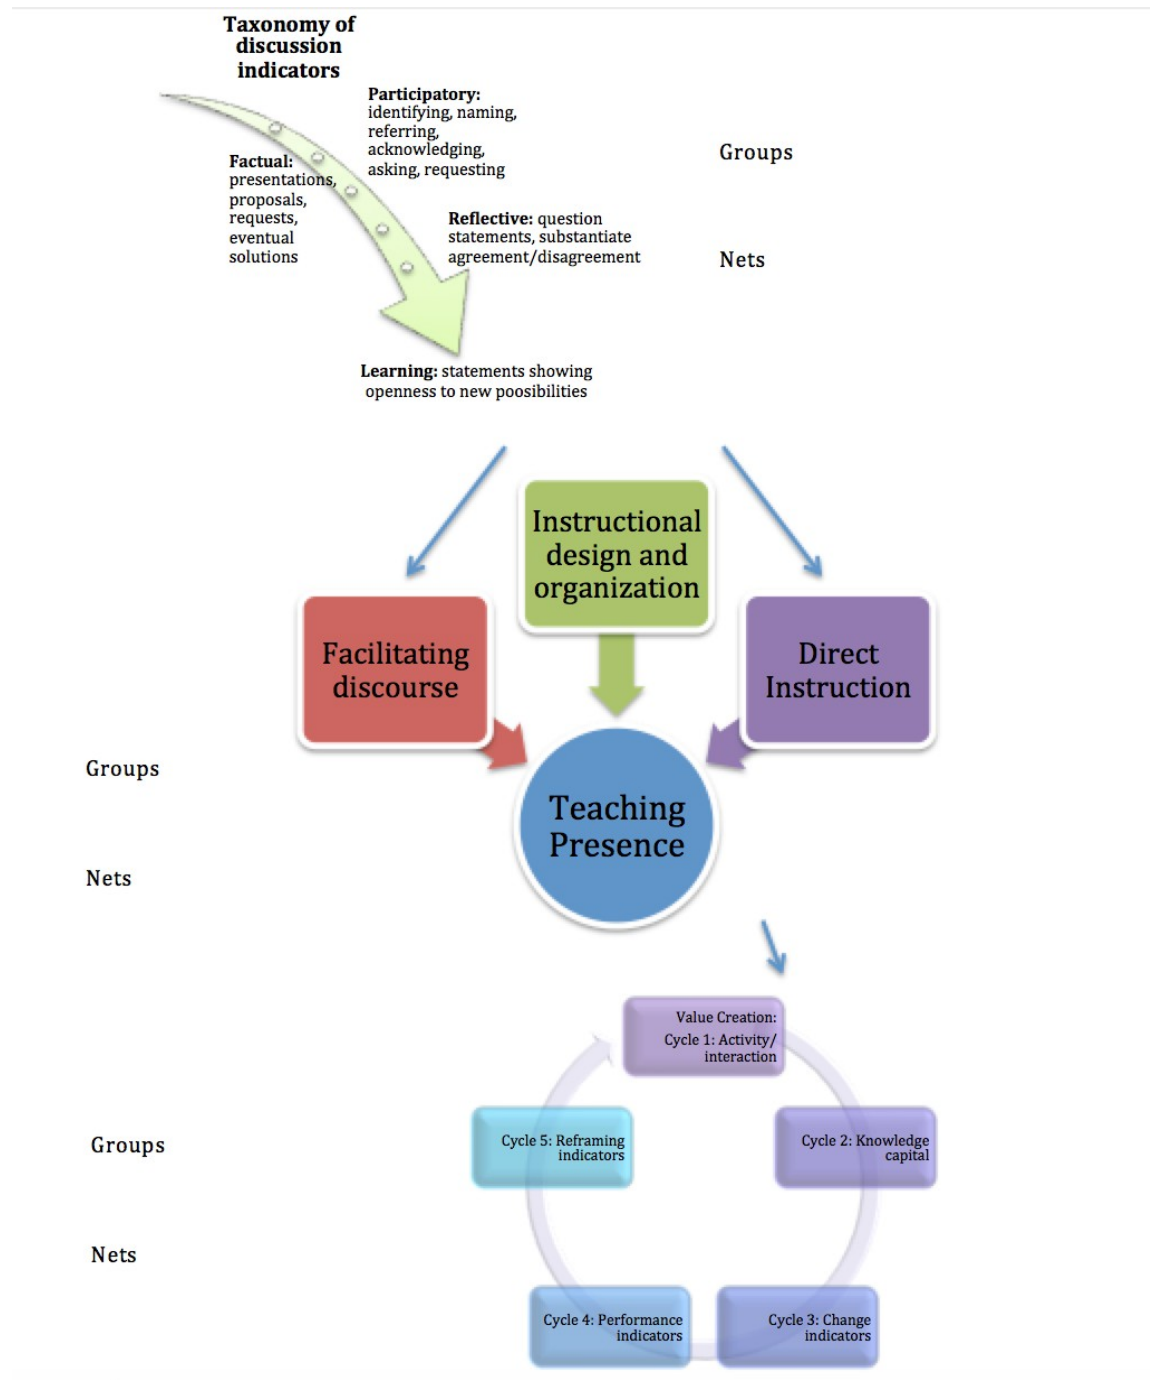 Taxonomy of
discussion
indicators
Participatory:
identifying, naming,
referring,
acknowledging,
asking, requesting
Groups
Factual:
presentations,
proposals,
requests,
eventual
solutions
Reflective: question
statements, substantiate
agreement/disagreement
Nets
Learning: statements showing
openness to new poosibilities
Instructional
design and
organization
Facilitating
discourse
Direct
Instruction
Groups
Teaching
Presence
Nets
Value Creation:
Cycle 1: Activity/
interaction
Groups
Cycle 5: Reframing
indicators
Cycle 2: Knowledge
capital
Nets
Cycle 4: Performance
indicators
Cycle 3: Change
indicators